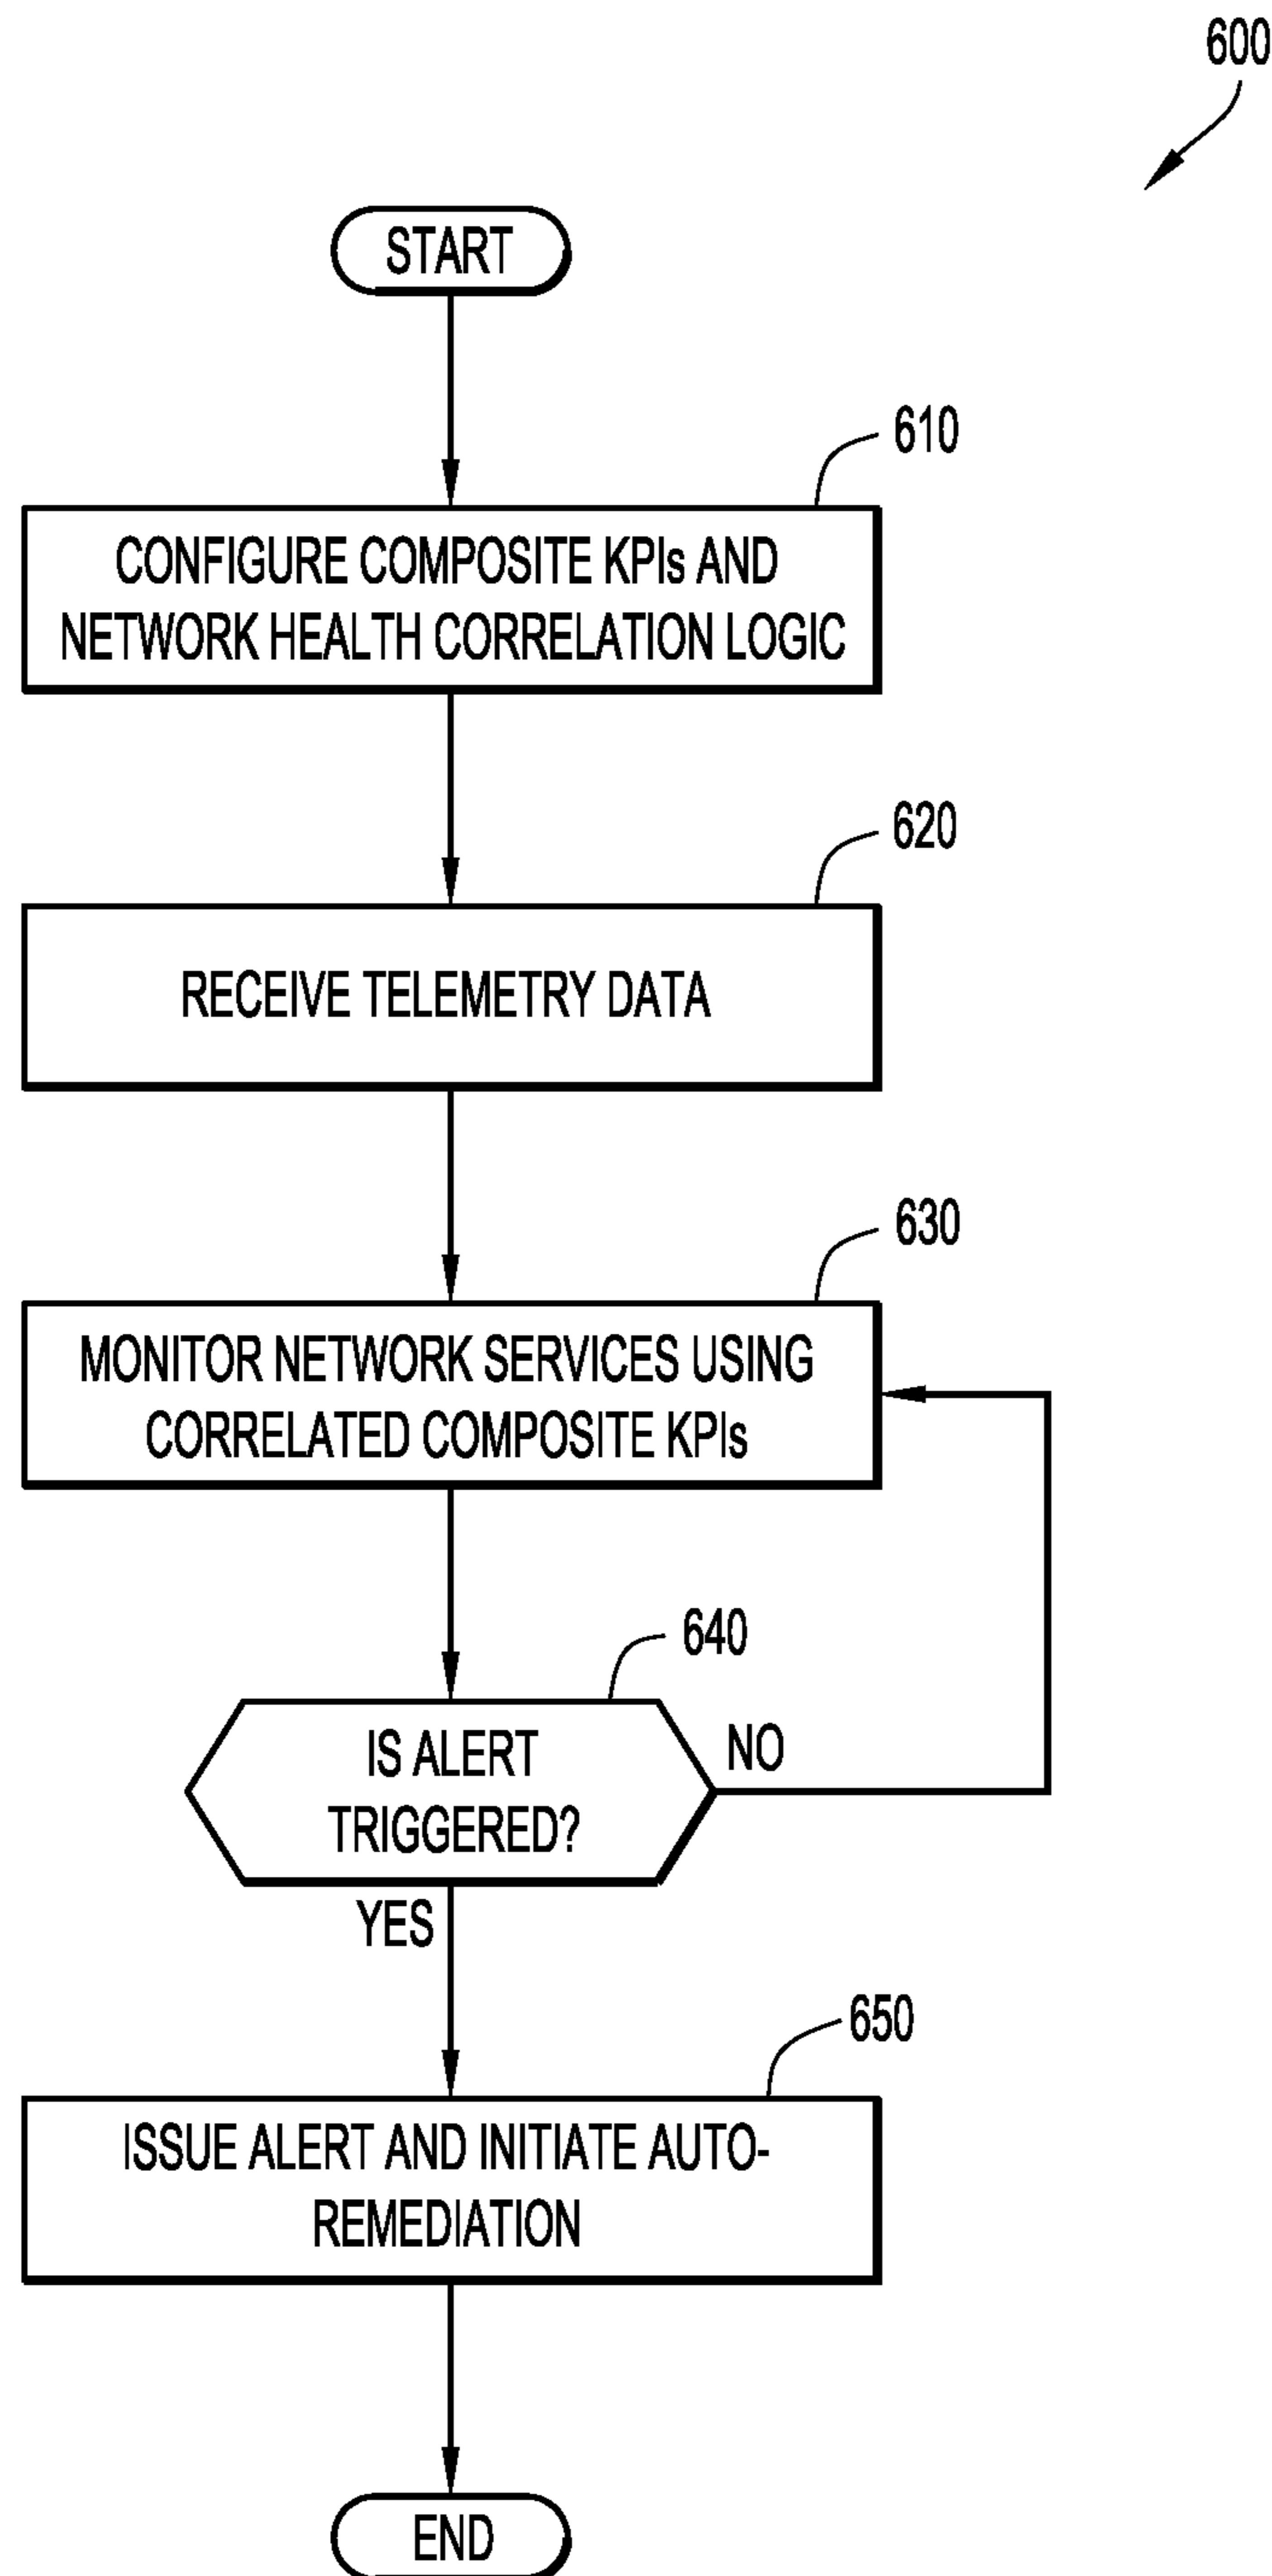 600
START
610
CONFIGURE COMPOSITE KPIs AND
NETWORK HEALTH CORRELATION LOGIC
620
RECEIVE TELEMETRY DATA
630
MONITOR NETWORK SERVICES USING
CORRELATED COMPOSITE KPIs
640
IS ALERT
TRIGGERED?
NO
YES
650
ISSUE ALERT AND INITIATE AUTO-
REMEDIATION
END